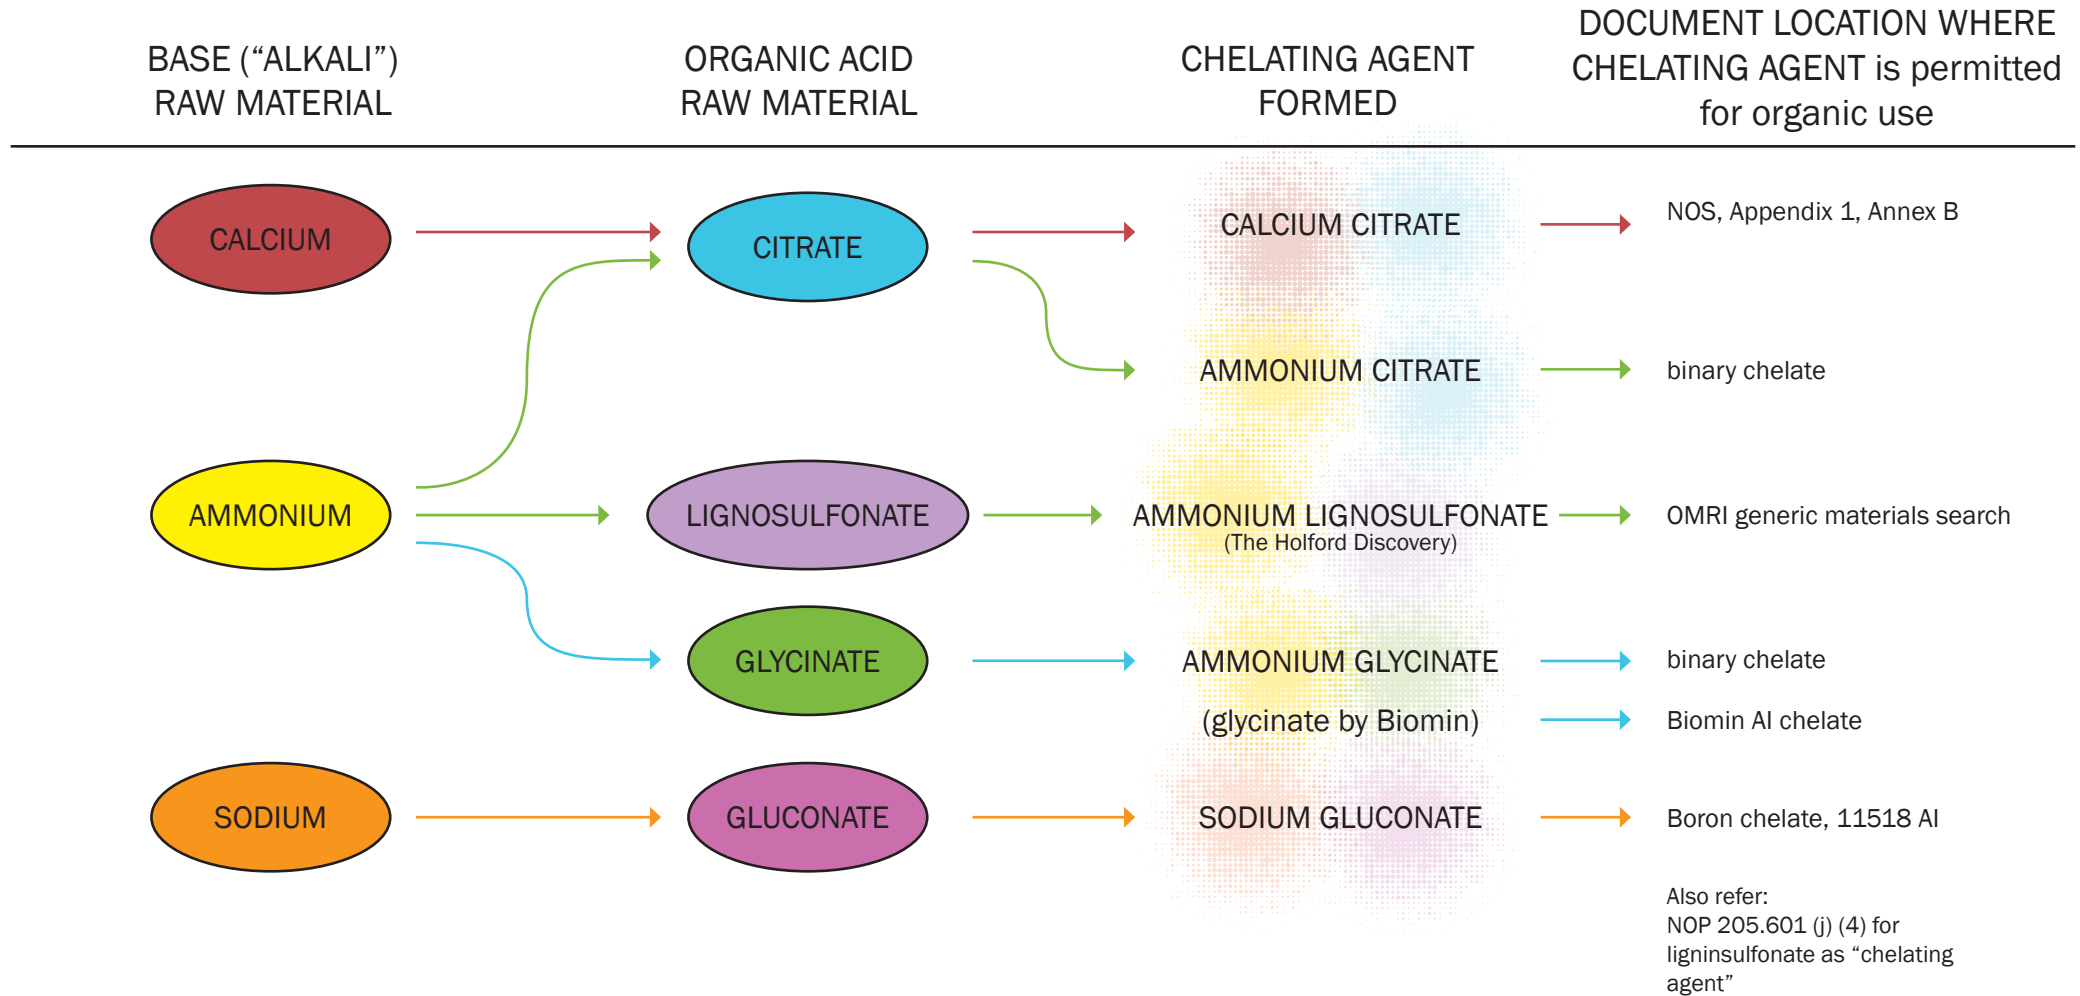 BASE (“ALKALI”)
RAW MATERIAL
ORGANIC ACID
RAW MATERIAL
CHELATING AGENT
FORMED
DOCUMENT LOCATION WHERE
CHELATING AGENT is permitted
for organic use
CALCIUM
CITRATE
CALCIUM CITRATE
NOS, Appendix 1, Annex B
AMMONIUM CITRATE
binary chelate
AMMONIUM
LIGNOSULFONATE
AMMONIUM LIGNOSULFONATE
(The Holford Discovery)
OMRI generic materials search
GLYCINATE
AMMONIUM GLYCINATE
binary chelate
(glycinate by Biomin)
Biomin AI chelate
SODIUM
GLUCONATE
SODIUM GLUCONATE
Boron chelate, 11518 AI
Also refer:
NOP 205.601 (j) (4) for
ligninsulfonate as “chelating
agent”